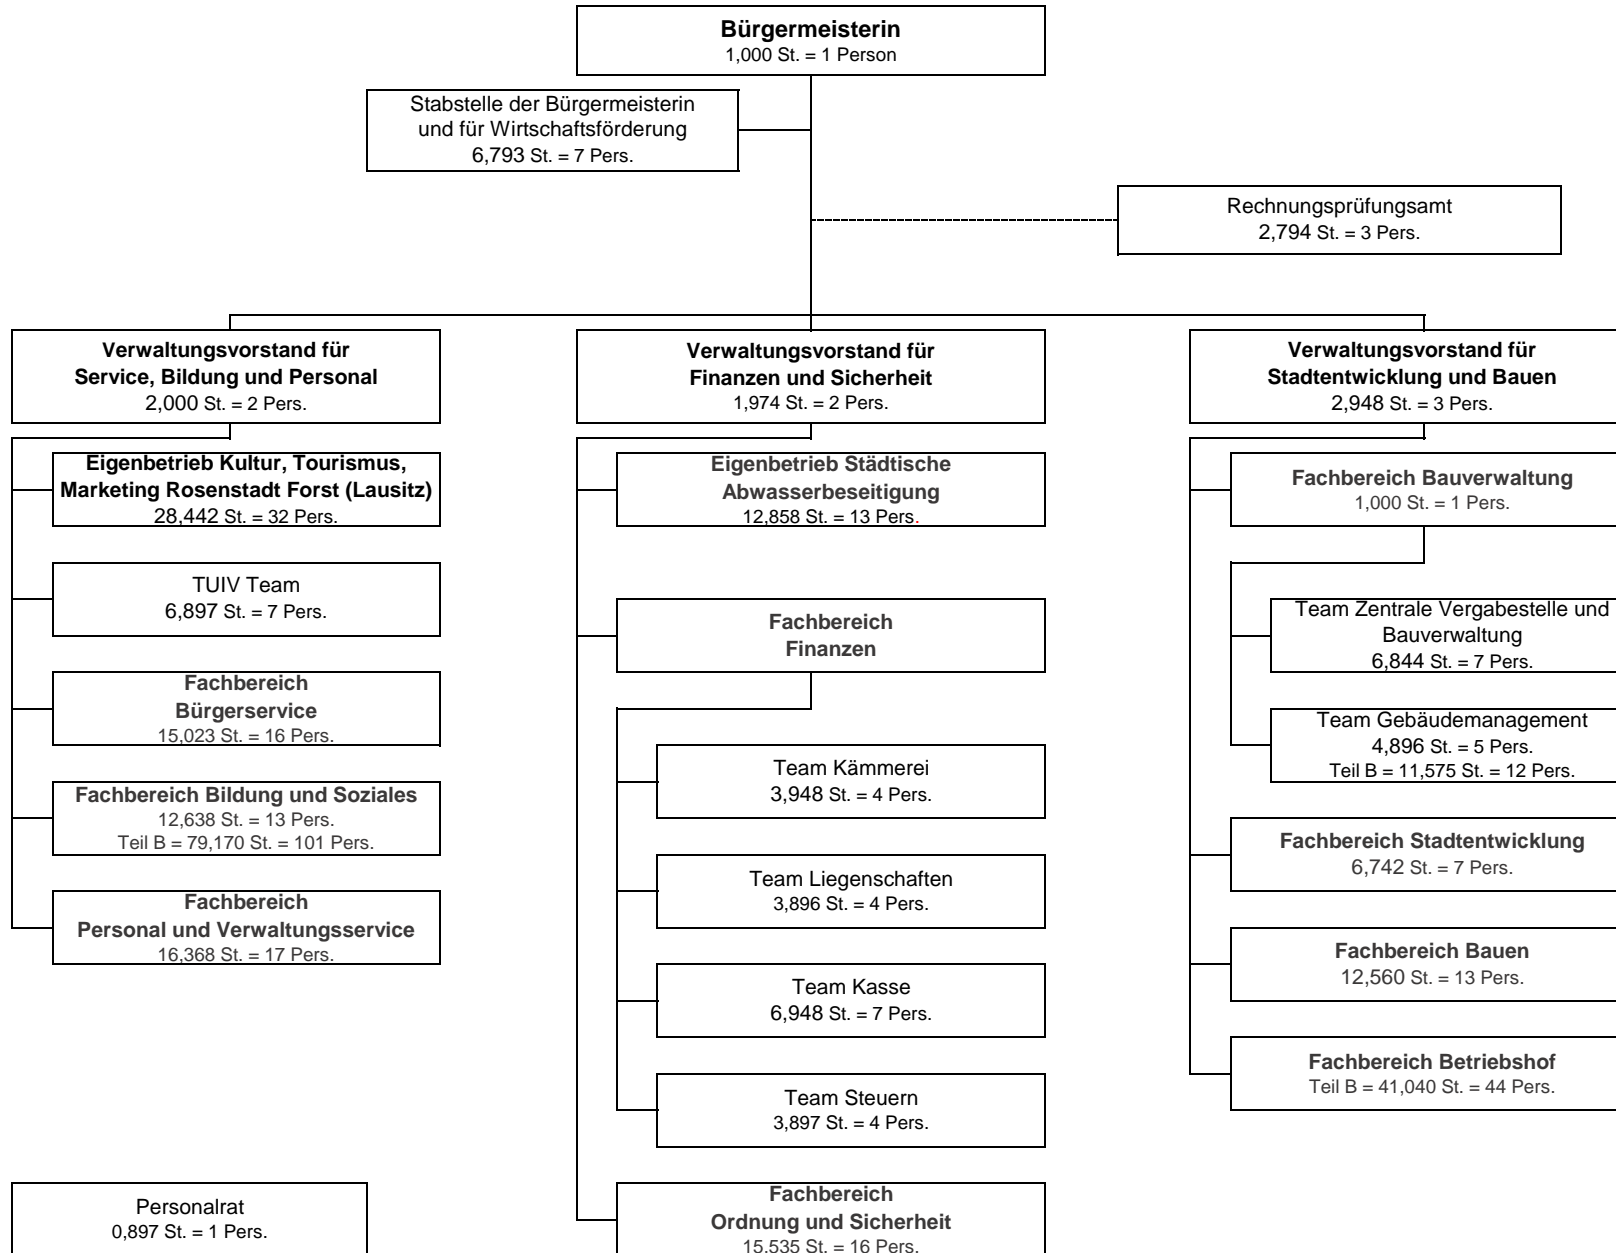 Bürgermeisterin
1,000 St. = 1 Person
Stabstelle der Bürgermeisterin
und für Wirtschaftsförderung
6,793 St. = 7 Pers.
Rechnungsprüfungsamt
2,794 St. = 3 Pers.
Verwaltungsvorstand für
Service, Bildung und Personal
2,000 St. = 2 Pers.
Eigenbetrieb Kultur, Tourismus,
Marketing Rosenstadt Forst (Lausitz)
28,442 St. = 32 Pers.
TUIV Team
6,897 St. = 7 Pers.
Fachbereich
Bürgerservice
15,023 St. = 16 Pers.
Fachbereich Bildung und Soziales
12,638 St. = 13 Pers.
Teil B = 79,170 St. = 101 Pers.
Fachbereich
Personal und Verwaltungsservice
16,368 St. = 17 Pers.
Personalrat
0,897 St. = 1 Pers.
Verwaltungsvorstand für
Finanzen und Sicherheit
1,974 St. = 2 Pers.
Eigenbetrieb Städtische
Abwasserbeseitigung
12,858 St. = 13 Pers.
Fachbereich
Finanzen
Team Kämmerei
3,948 St. = 4 Pers.
Team Liegenschaften
3,896 St. = 4 Pers.
Team Kasse
6,948 St. = 7 Pers.
Team Steuern
3,897 St. = 4 Pers.
Fachbereich
Ordnung und Sicherheit
15,535 St. = 16 Pers.
Verwaltungsvorstand für
Stadtentwicklung und Bauen
2,948 St. = 3 Pers.
Fachbereich Bauverwaltung
1,000 St. = 1 Pers.
Team Zentrale Vergabestelle und
Bauverwaltung
6,844 St. = 7 Pers.
Team Gebäudemanagement
4,896 St. = 5 Pers.
Teil B = 11,575 St. = 12 Pers.
Fachbereich Stadtentwicklung
6,742 St. = 7 Pers.
Fachbereich Bauen
12,560 St. = 13 Pers.
Fachbereich Betriebshof
Teil B = 41,040 St. = 44 Pers.